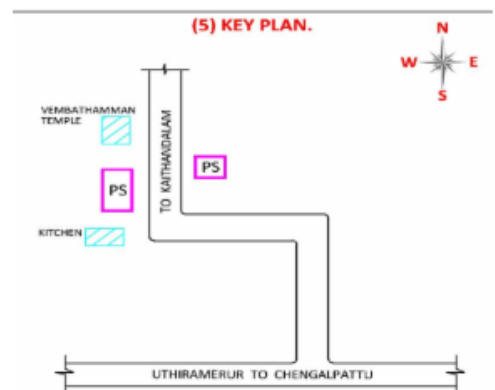 (5) KEY PLAN.
N
W
E
S
VEMBATHAMMAN
TEMPLE
TO KAITHANDALAM
PS
PS
KITCHEN
UTHIRAMERUR TO CHENGALPATTU